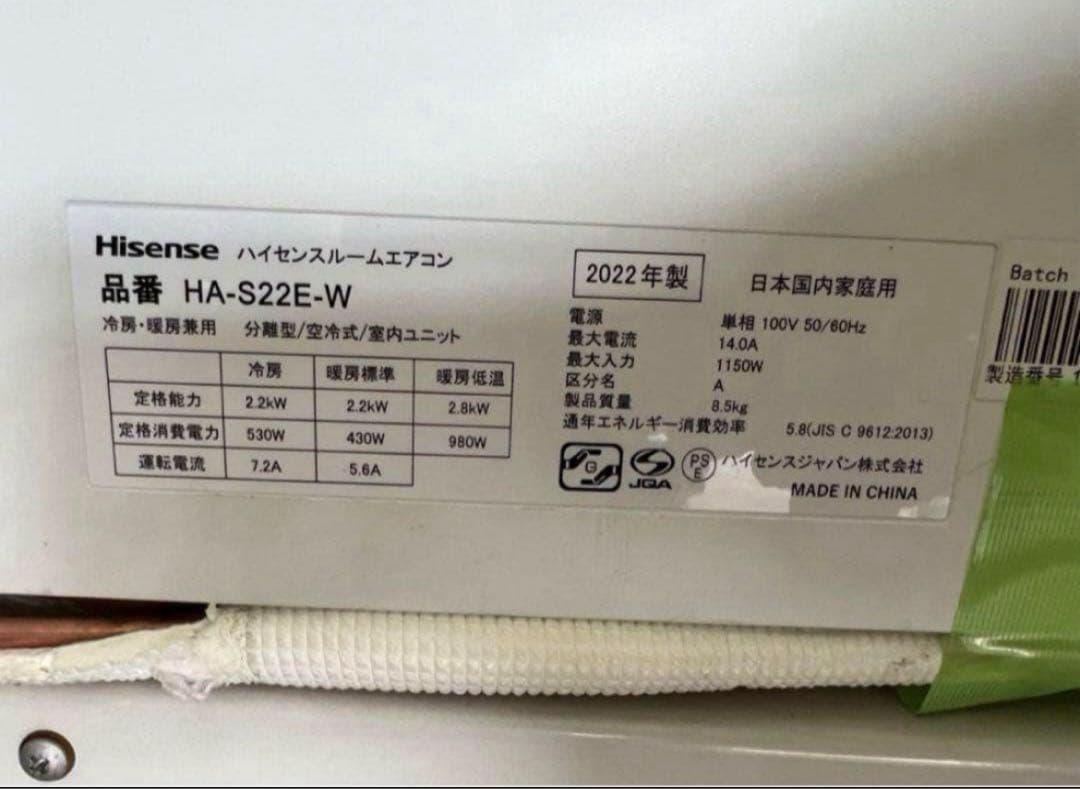 Hisense ハイセンスルームエアコン
品番 HA-S22E-W
冷房・暖房兼用 分離型/空冷式/室内ユニット
冷房 暖房標準 暖房低温
定格能力 2.2kW 2.2kW 2.8kW
定格消費電力 530W 430W 980W
運転電流 7.2A 5.6A
2022年製 日本国内家庭用
電源 単相 100V 50/60Hz
最大電流 14.0A
最大入力 1150W
区分名 A
製品質量 8.5kg
通年エネルギー消費効率 5.8(JIS C 9612:2013)
G JQA PSE ハイセンスジャパン株式会社
MADE IN CHINA
Batch
製造番号